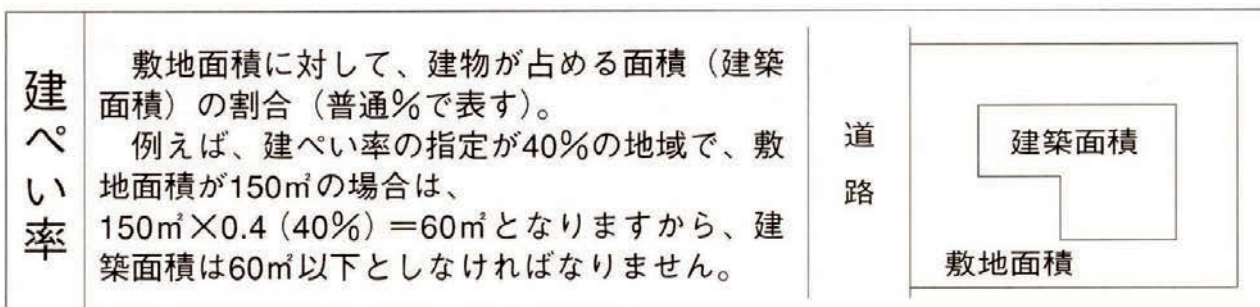 建ぺい率
敷地面積に対して、建物が占める面積（建築
面積）の割合（普通％で表す）。
例えば、建ぺい率の指定が40％の地域で、敷
地面積が150㎡の場合は、
150㎡×0.4（40％）＝60㎡となりますから、建
築面積は60㎡以下としなければなりません。
道路
建築面積
敷地面積